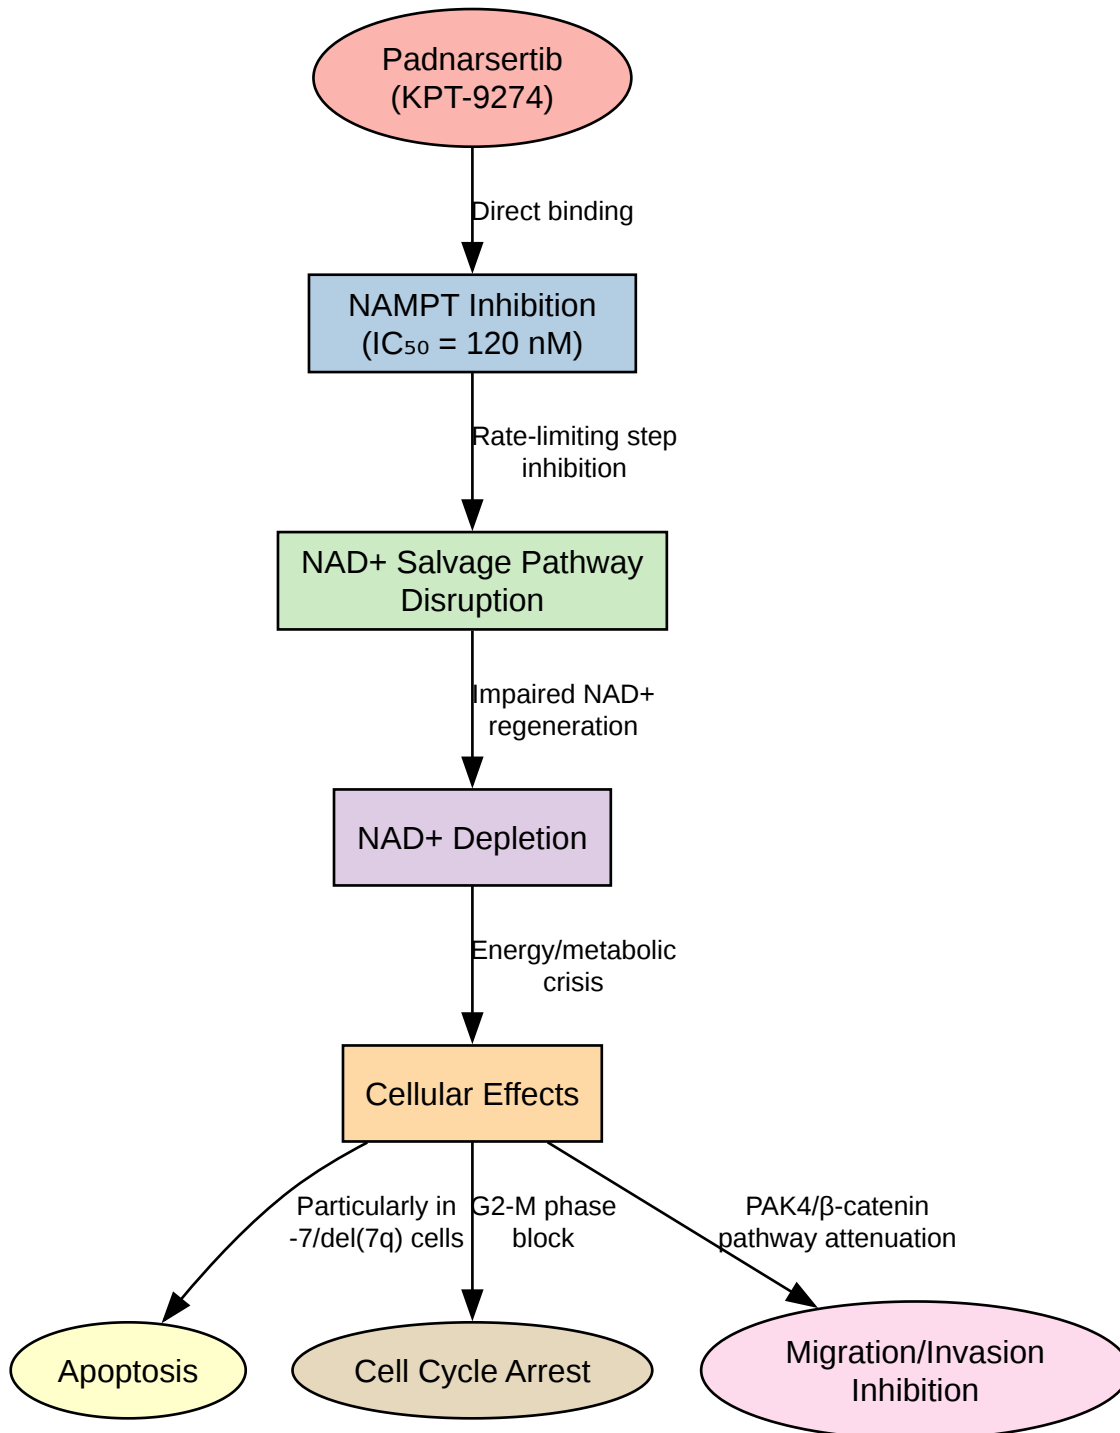 Padnarsertib
(KPT-9274)
Direct binding
NAMPT Inhibition
(IC₅₀ = 120 nM)
Rate-limiting step
inhibition
NAD+ Salvage Pathway
Disruption
Impaired NAD+
regeneration
NAD+ Depletion
Energy/metabolic
crisis
Cellular Effects
Particularly in
-7/del(7q) cells
G2-M phase
block
PAK4/β-catenin
pathway attenuation
Apoptosis
Cell Cycle Arrest
Migration/Invasion
Inhibition